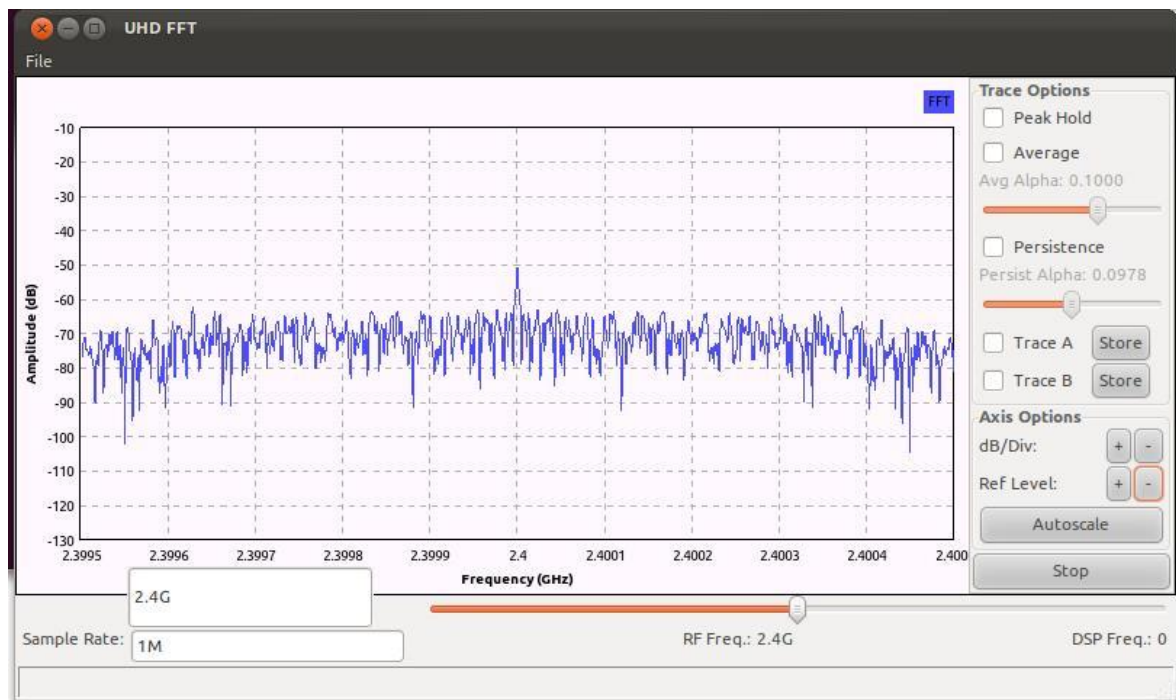 UHD FFT
File
FFT
Amplitude (dB)
-10
-20
-30
-40
-50
-60
-70
-80
-90
-100
-110
-120
-130
2.3995 2.3996 2.3997 2.3998 2.3999 2.4 2.4001 2.4002 2.4003 2.4004 2.400
Frequency (GHz)
Trace Options
Peak Hold
Average
Avg Alpha: 0.1000
Persistence
Persist Alpha: 0.0978
Trace A Store
Trace B Store
Axis Options
dB/Div: + -
Ref Level: + -
Autoscale
Stop
2.4G
Sample Rate: 1M
RF Freq.: 2.4G
DSP Freq.: 0